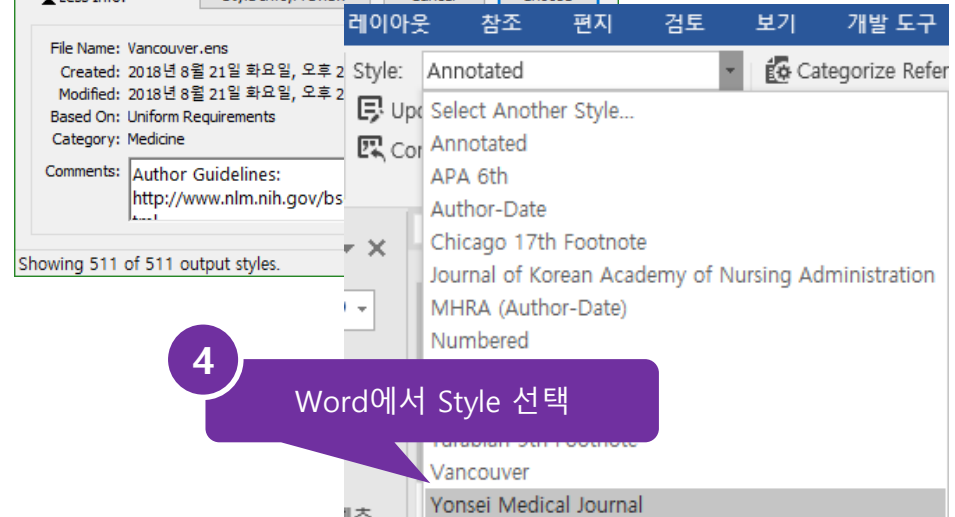 File Name: Vancouver.ens
Created: 2018년 8월 21일 화요일, 오후 2
Modified: 2018년 8월 21일 화요일, 오후 2
Based On: Uniform Requirements
Category: Medicine
Comments: Author Guidelines:
http://www.nlm.nih.gov/bs
Showing 511 of 511 output styles.
레이아웃 참조 편지 검토 보기 개발 도구
Style: Annotated Categorize Refer
Select Another Style...
Annotated
APA 6th
Author-Date
Chicago 17th Footnote
Journal of Korean Academy of Nursing Administration
MHRA (Author-Date)
Numbered
4
Word에서 Style 선택
Vancouver
Yonsei Medical Journal